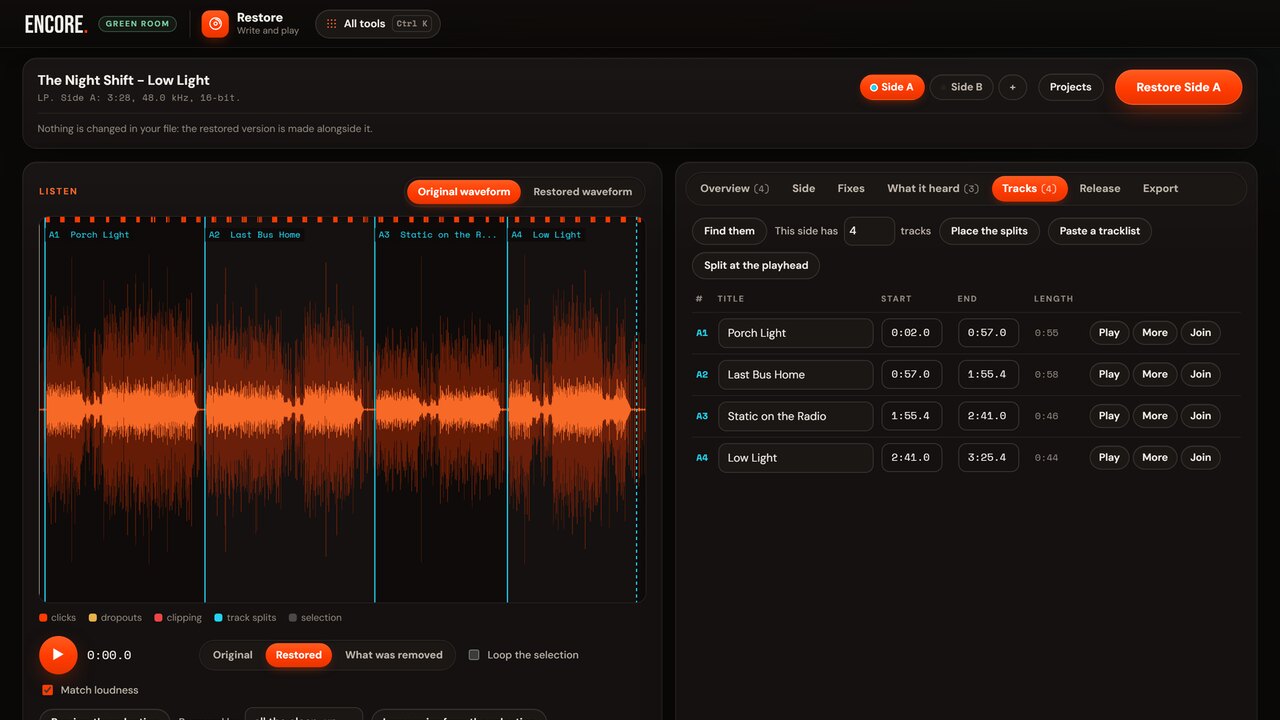 ENCORE. GREEN ROOM Restore Write and play All tools Ctrl K
The Night Shift – Low Light
LP. Side A: 3:28, 48.0 kHz, 16-bit.
Side A Side B + Projects Restore Side A
Nothing is changed in your file: the restored version is made alongside it.
LISTEN Original waveform Restored waveform
A1 Porch Light A2 Last Bus Home A3 Static on the R... A4 Low Light
clicks dropouts clipping track splits selection
0:00.0 Original Restored What was removed Loop the selection
Match loudness
Overview (4) Side Fixes What it heard (3) Tracks (4) Release Export
Find them This side has 4 tracks Place the splits Paste a tracklist
Split at the playhead
# TITLE START END LENGTH
A1 Porch Light 0:02.0 0:57.0 0:55 Play More Join
A2 Last Bus Home 0:57.0 1:55.4 0:58 Play More Join
A3 Static on the Radio 1:55.4 2:41.0 0:46 Play More Join
A4 Low Light 2:41.0 3:25.4 0:44 Play More Join